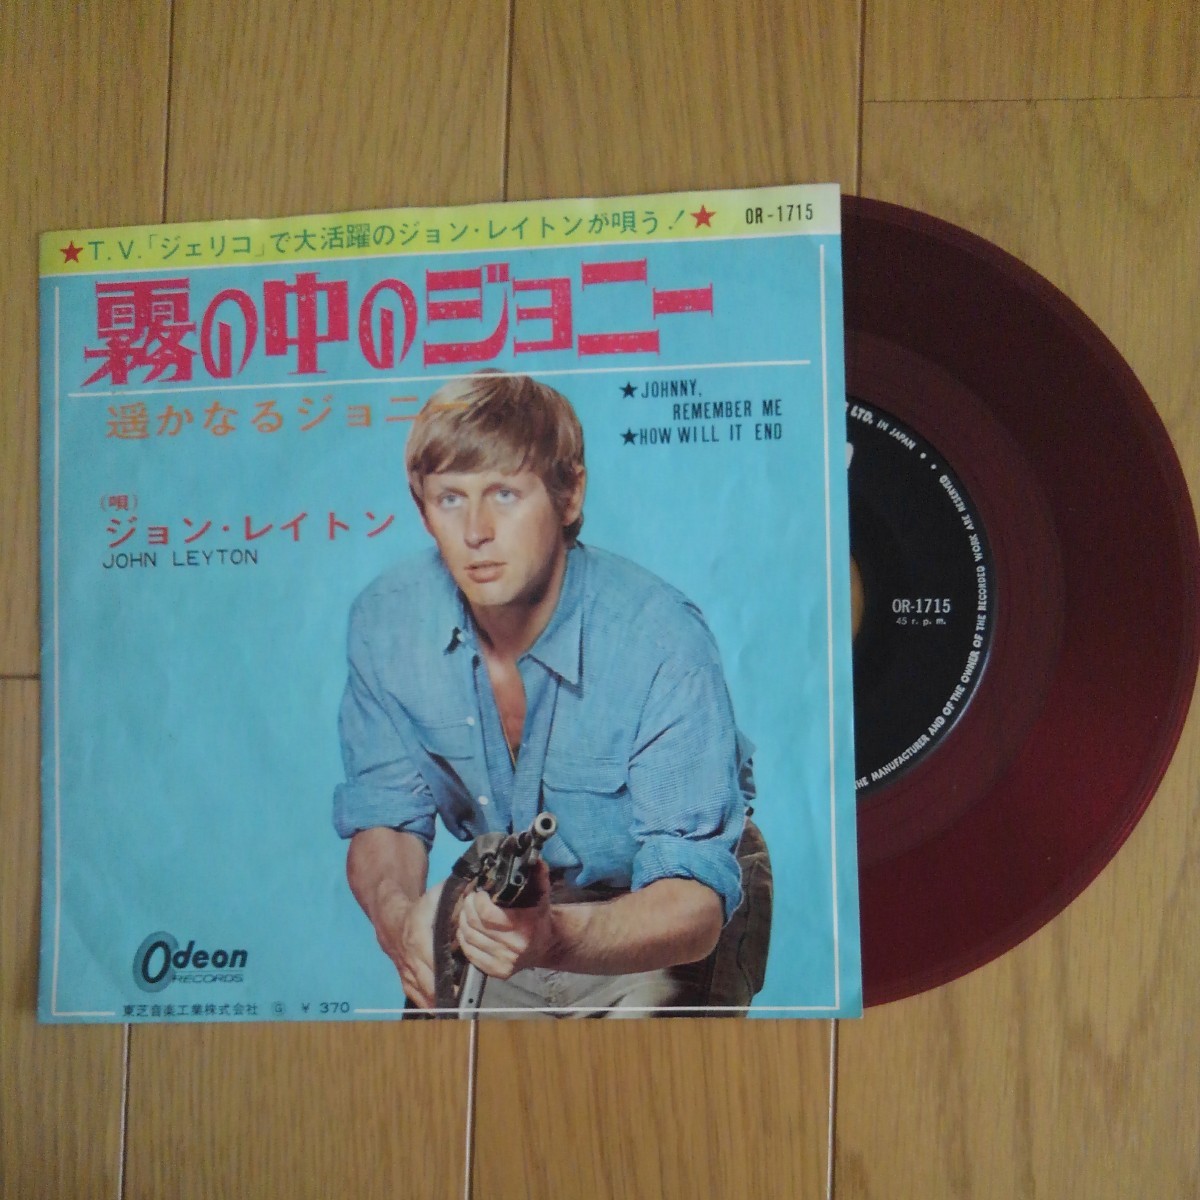 ★T.V.「ジェリコ」で大活躍のジョン・レイトンが唄う!★ OR-1715
霧の中のジョニー
遥かなるジョニー
★JOHNNY,
REMEMBER ME
★HOW WILL IT END
(唄)
ジョン・レイトン
JOHN LEYTON
Odeon
RECORDS
東芝音楽工業株式会社 Ⓖ ¥ 370
LTD. IN JAPAN
OR-1715
45 r. p. m.
THE MANUFACTURER AND OF THE OWNER OF THE RECORDED WORK ARE RESERVED